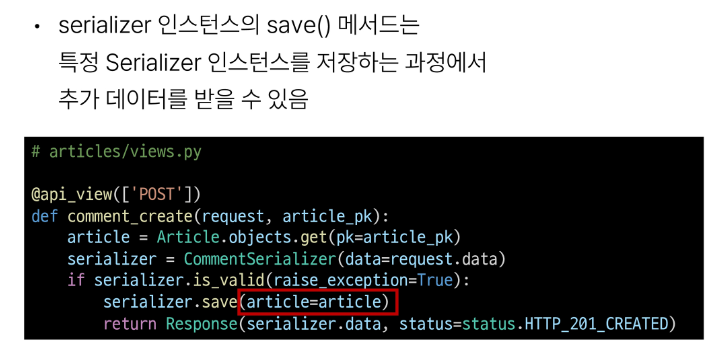 • serializer 인스턴스의 save() 메서드는
특정 Serializer 인스턴스를 저장하는 과정에서
추가 데이터를 받을 수 있음
# articles/views.py
@api_view(['POST'])
def comment_create(request, article_pk):
    article = Article.objects.get(pk=article_pk)
    serializer = CommentSerializer(data=request.data)
    if serializer.is_valid(raise_exception=True):
        serializer.save(article=article)
        return Response(serializer.data, status=status.HTTP_201_CREATED)